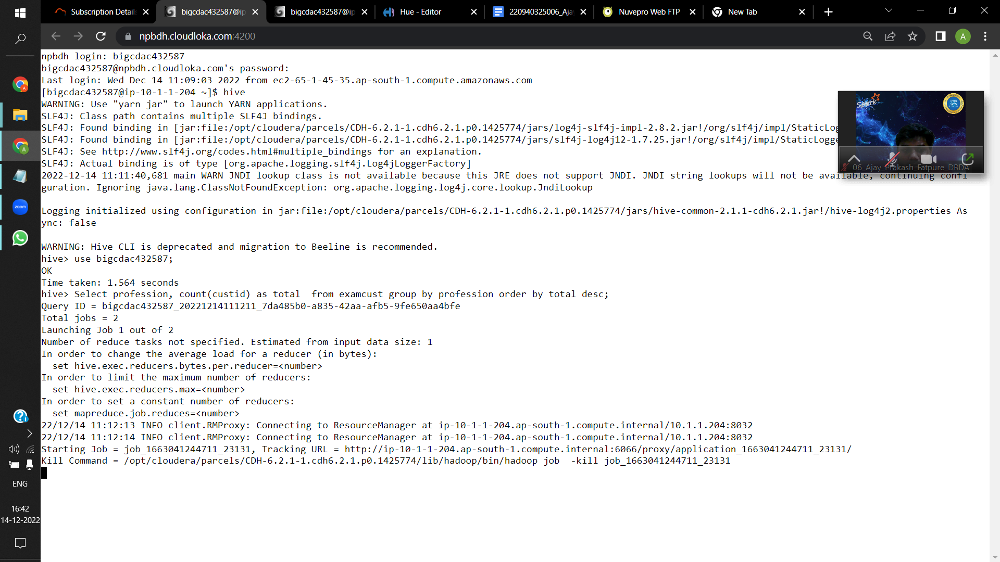 Subscription Detail
bigcdac432587@ip
bigcdac432587@ip
Hue - Editor
220940325006_Aja
Nuvepro Web FTP
New Tab
npbdh.cloudloka.com:4200
A
npbdh login: bigcdac432587
bigcdac432587@npbdh.cloudloka.com's password:
Last login: Wed Dec 14 11:09:03 2022 from ec2-65-1-45-35.ap-south-1.compute.amazonaws.com
[bigcdac432587@ip-10-1-1-204 ~]$ hive
WARNING: Use "yarn jar" to launch YARN applications.
SLF4J: Class path contains multiple SLF4J bindings.
SLF4J: Found binding in [jar:file:/opt/cloudera/parcels/CDH-6.2.1-1.cdh6.2.1.p0.1425774/jars/log4j-slf4j-impl-2.8.2.jar!/org/slf4j/impl/StaticLog
SLF4J: Found binding in [jar:file:/opt/cloudera/parcels/CDH-6.2.1-1.cdh6.2.1.p0.1425774/jars/slf4j-log4j12-1.7.25.jar!/org/slf4j/impl/StaticLogge
SLF4J: See http://www.slf4j.org/codes.html#multiple_bindings for an explanation.
SLF4J: Actual binding is of type [org.apache.logging.slf4j.Log4jLoggerFactory]
2022-12-14 11:11:40,681 main WARN JNDI lookup class is not available because this JRE does not support JNDI. JNDI string lookups will not be available, continuing confi
guration. Ignoring java.lang.ClassNotFoundException: org.apache.logging.log4j.core.lookup.JndiLookup
Logging initialized using configuration in jar:file:/opt/cloudera/parcels/CDH-6.2.1-1.cdh6.2.1.p0.1425774/jars/hive-common-2.1.1-cdh6.2.1.jar!/hive-log4j2.properties As
ync: false
WARNING: Hive CLI is deprecated and migration to Beeline is recommended.
hive> use bigcdac432587;
OK
Time taken: 1.564 seconds
hive> Select profession, count(custid) as total  from examcust group by profession order by total desc;
Query ID = bigcdac432587_20221214111211_7da485b0-a835-42aa-afb5-9fe650aa4bfe
Total jobs = 2
Launching Job 1 out of 2
Number of reduce tasks not specified. Estimated from input data size: 1
In order to change the average load for a reducer (in bytes):
  set hive.exec.reducers.bytes.per.reducer=<number>
In order to limit the maximum number of reducers:
  set hive.exec.reducers.max=<number>
In order to set a constant number of reducers:
  set mapreduce.job.reduces=<number>
22/12/14 11:12:13 INFO client.RMProxy: Connecting to ResourceManager at ip-10-1-1-204.ap-south-1.compute.internal/10.1.1.204:8032
22/12/14 11:12:14 INFO client.RMProxy: Connecting to ResourceManager at ip-10-1-1-204.ap-south-1.compute.internal/10.1.1.204:8032
Starting Job = job_1663041244711_23131, Tracking URL = http://ip-10-1-1-204.ap-south-1.compute.internal:6066/proxy/application_1663041244711_23131/
Kill Command = /opt/cloudera/parcels/CDH-6.2.1-1.cdh6.2.1.p0.1425774/lib/hadoop/bin/hadoop job  -kill job_1663041244711_23131
Spark
06_Ajay_Prakash_Fatpure_DBDA
zoom
ENG
16:42
14-12-2022